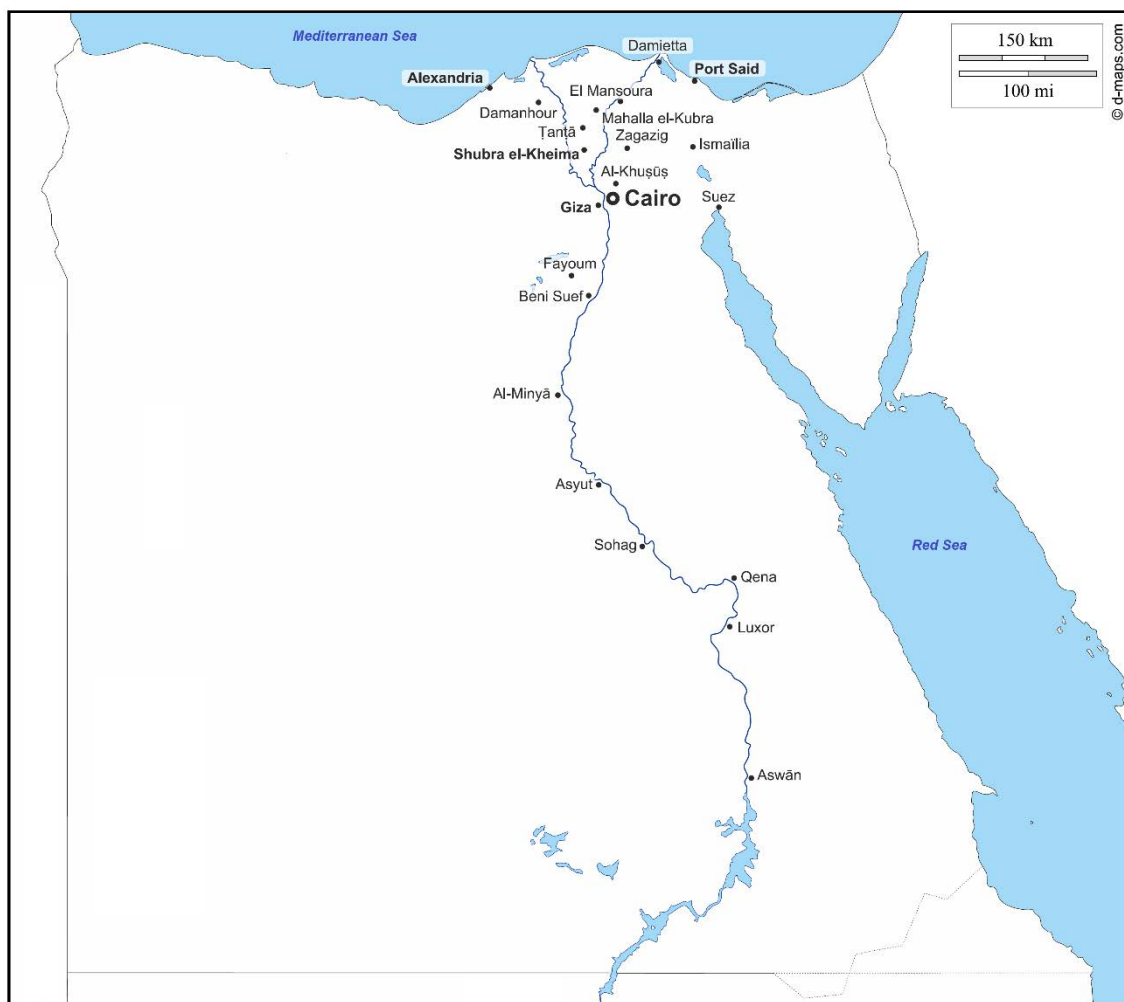 Mediterranean Sea
150 km
100 mi
© d-maps.com
Damietta
Alexandria
Port Said
El Mansoura
Damanhour
Mahalla el-Kubra
Ţanţā
Zagazig
Ismaïlia
Shubra el-Kheima
Al-Khuşūş
Cairo
Giza
Suez
Fayoum
Beni Suef
Al-Minyā
Asyut
Sohag
Red Sea
Qena
Luxor
Aswān